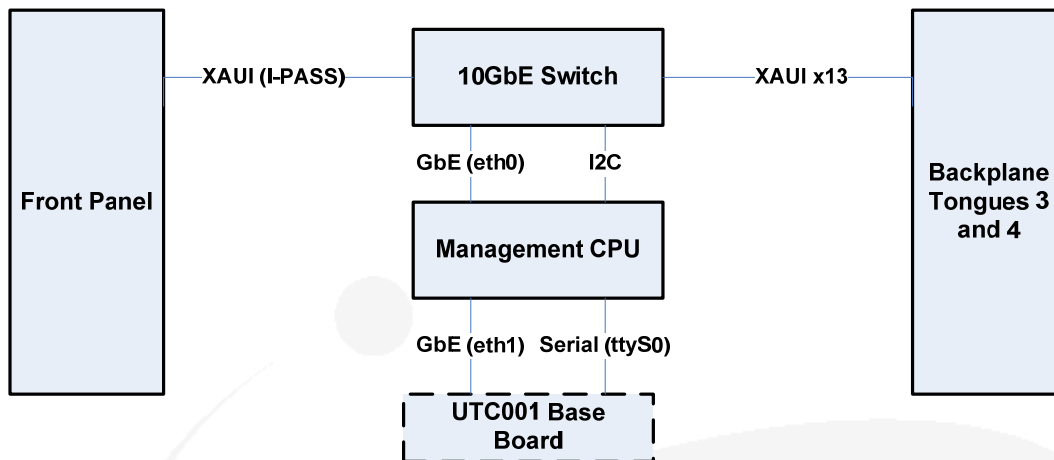 XAUI (I-PASS)
10GbE Switch
XAUI x13
GbE (eth0)
I2C
Front Panel
Backplane
Tongues 3
and 4
Management CPU
GbE (eth1)
Serial (ttyS0)
UTC001 Base
Board